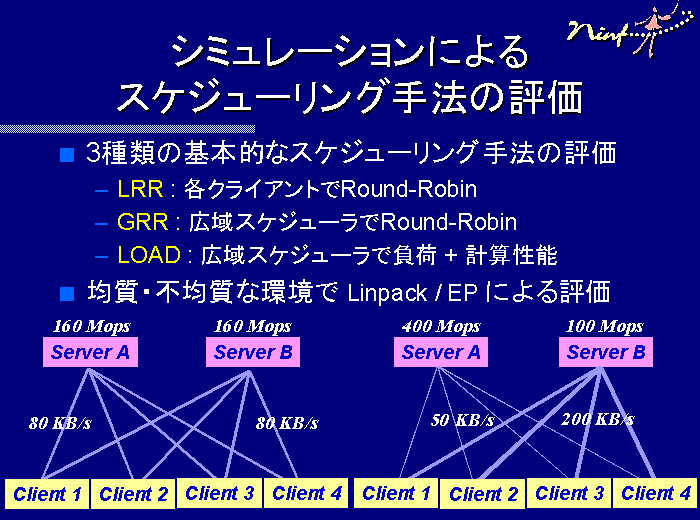 Ninf
シミュレーションによる
スケジューリング手法の評価
3種類の基本的なスケジューリング手法の評価
– LRR : 各クライアントでRound-Robin
– GRR : 広域スケジューラでRound-Robin
– LOAD : 広域スケジューラで負荷 + 計算性能
均質・不均質な環境で Linpack / EP による評価
160 Mops 160 Mops 400 Mops 100 Mops
Server A Server B Server A Server B
80 KB/s 80 KB/s 50 KB/s 200 KB/s
Client 1 Client 2 Client 3 Client 4 Client 1 Client 2 Client 3 Client 4